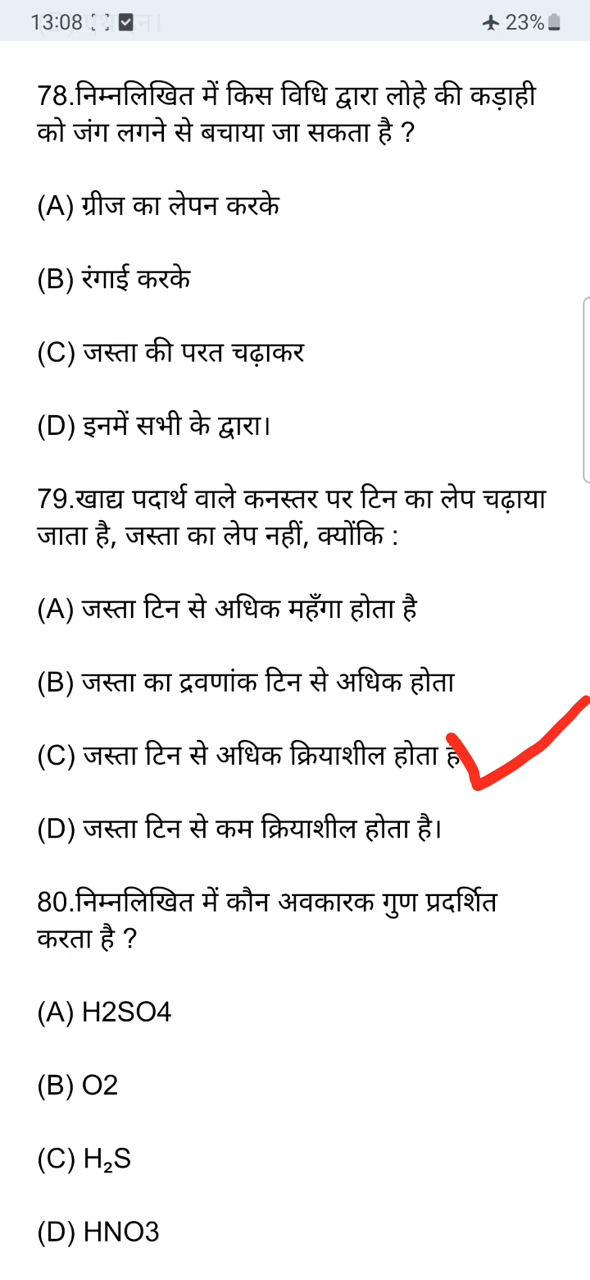 13:08
23%
78.निम्नलिखित में किस विधि द्वारा लोहे की कड़ाही
को जंग लगने से बचाया जा सकता है ?
(A) ग्रीज का लेपन करके
(B) रंगाई करके
(C) जस्ता की परत चढ़ाकर
(D) इनमें सभी के द्वारा।
79.खाद्य पदार्थ वाले कनस्तर पर टिन का लेप चढ़ाया
जाता है, जस्ता का लेप नहीं, क्योंकि :
(A) जस्ता टिन से अधिक महँगा होता है
(B) जस्ता का द्रवणांक टिन से अधिक होता
(C) जस्ता टिन से अधिक क्रियाशील होता है
(D) जस्ता टिन से कम क्रियाशील होता है।
80.निम्नलिखित में कौन अवकारक गुण प्रदर्शित
करता है ?
(A) H2SO4
(B) O2
(C) H₂S
(D) HNO3